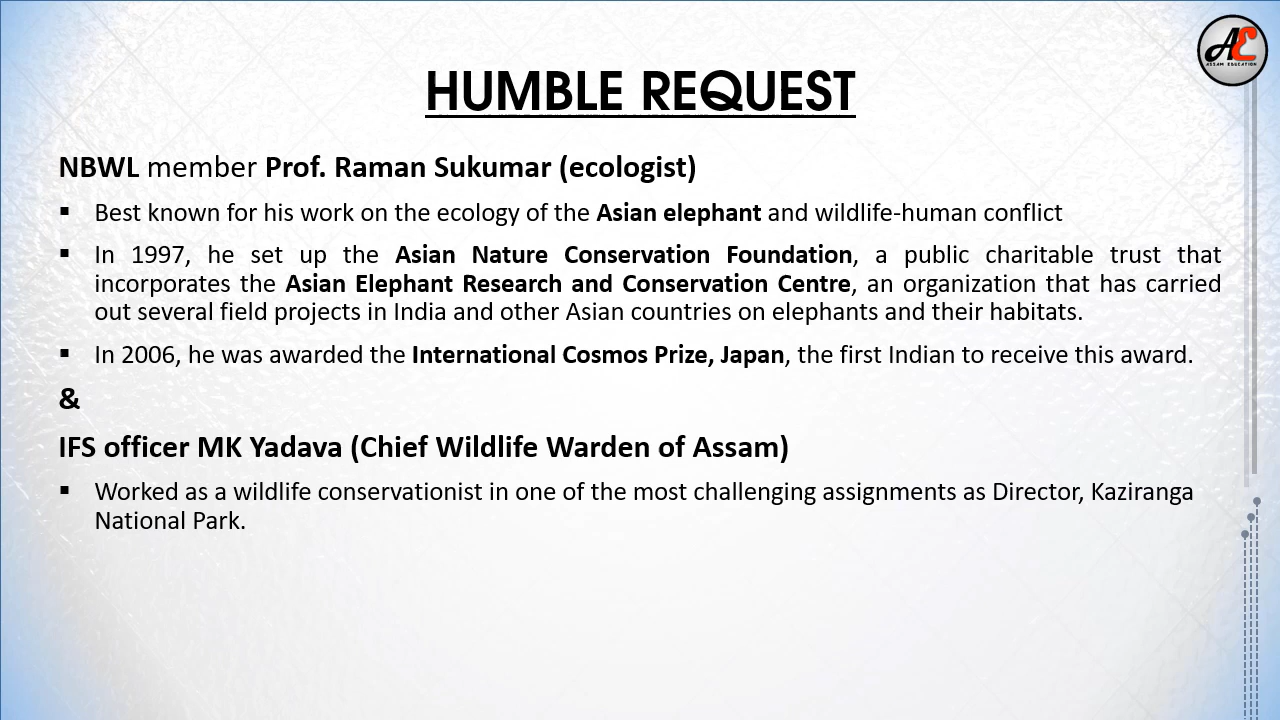 AE
ASSAM EDUCATION
HUMBLE REQUEST
NBWL member Prof. Raman Sukumar (ecologist)
▪ Best known for his work on the ecology of the Asian elephant and wildlife-human conflict
▪ In 1997, he set up the Asian Nature Conservation Foundation, a public charitable trust that
incorporates the Asian Elephant Research and Conservation Centre, an organization that has carried
out several field projects in India and other Asian countries on elephants and their habitats.
▪ In 2006, he was awarded the International Cosmos Prize, Japan, the first Indian to receive this award.
&
IFS officer MK Yadava (Chief Wildlife Warden of Assam)
▪ Worked as a wildlife conservationist in one of the most challenging assignments as Director, Kaziranga
National Park.